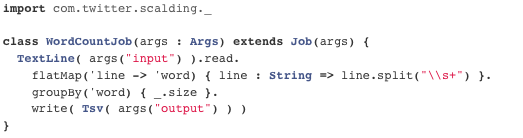 import com.twitter.scalding._

class WordCountJob(args : Args) extends Job(args) {
  TextLine( args("input") ).read.
    flatMap('line -> 'word) { line : String => line.split("\\s+") }.
    groupBy('word) { _.size }.
    write( Tsv( args("output") ) )
}